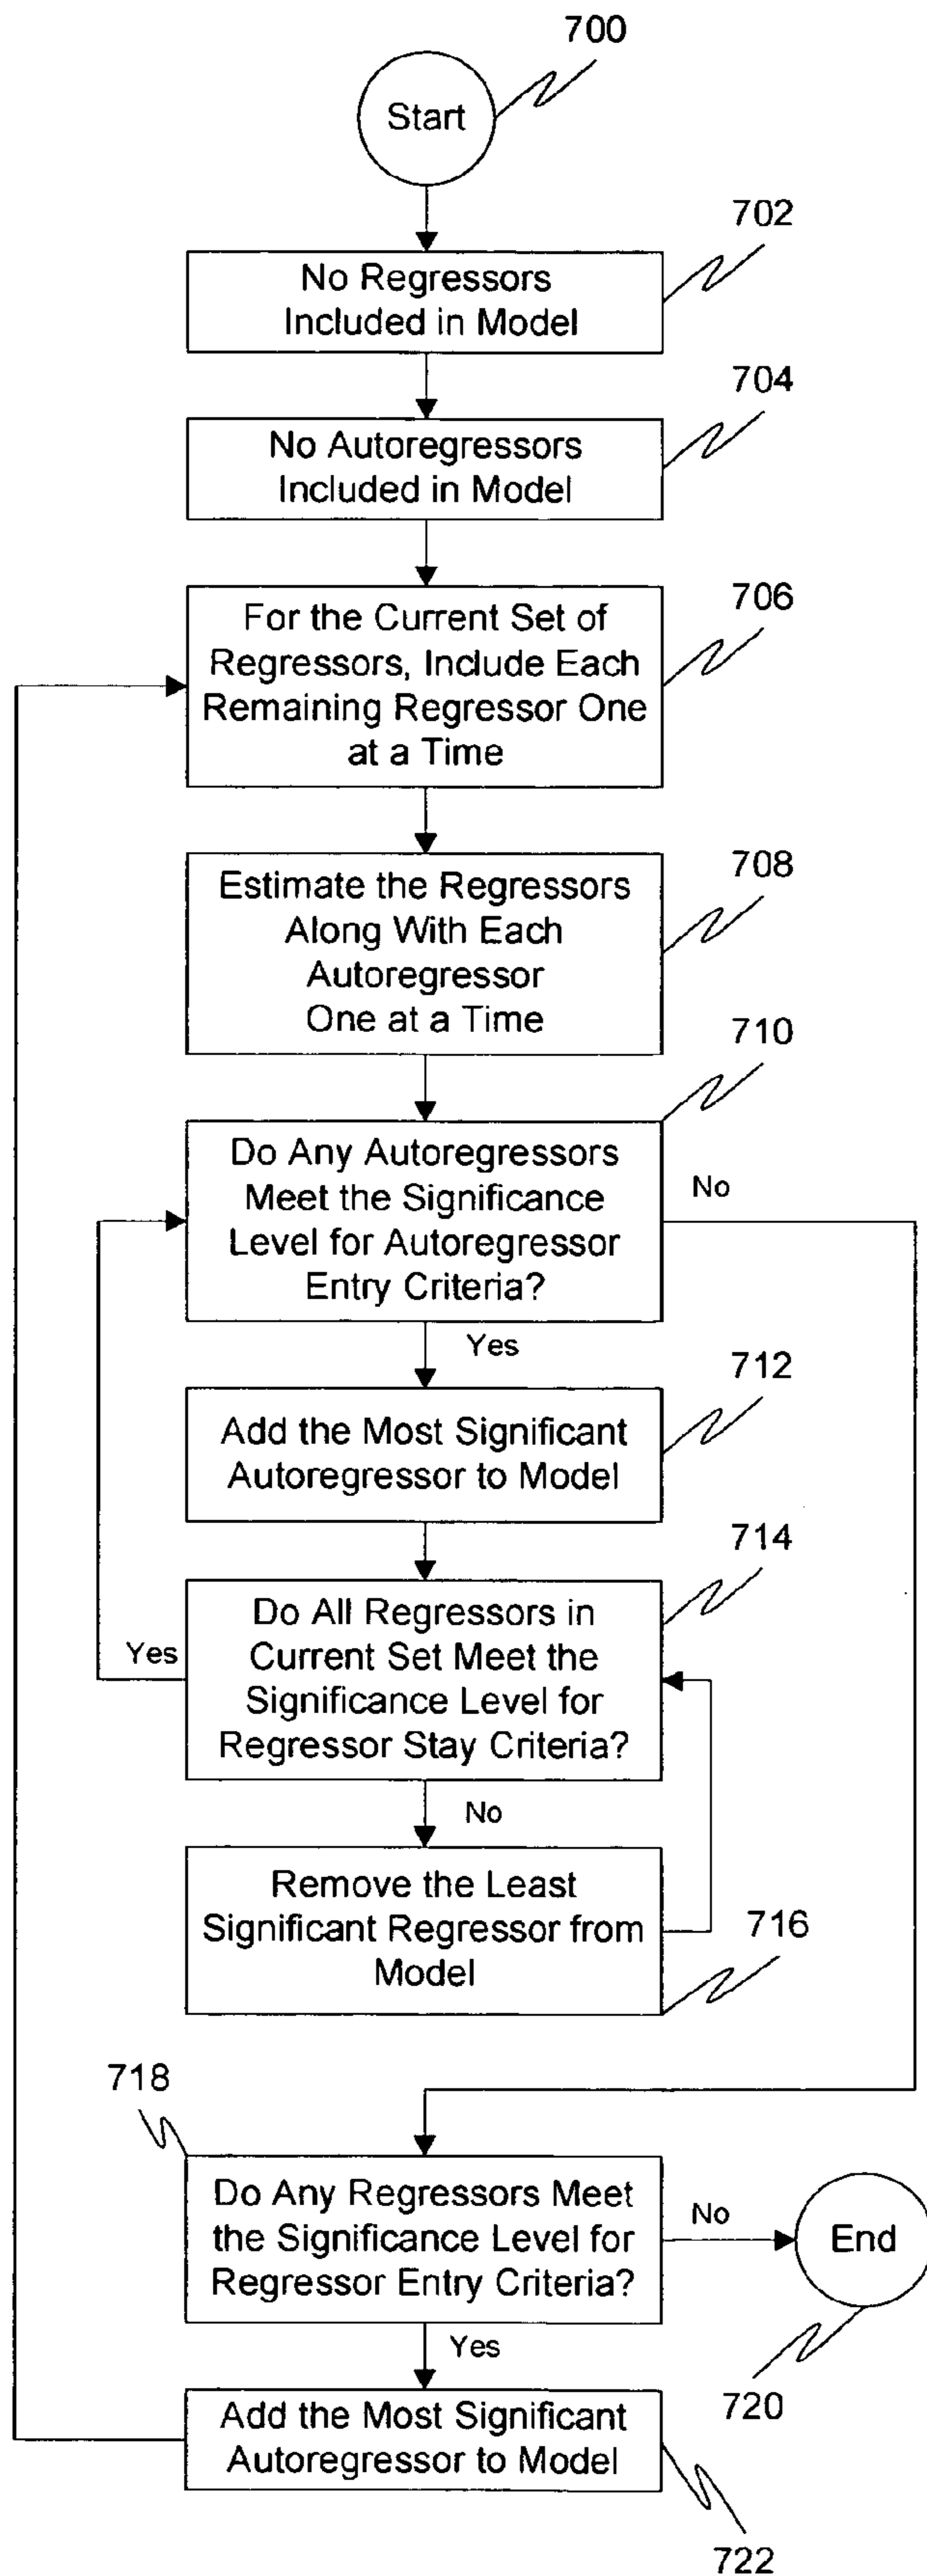 700
Start
702
No Regressors
Included in Model
704
No Autoregressors
Included in Model
706
For the Current Set of
Regressors, Include Each
Remaining Regressor One
at a Time
708
Estimate the Regressors
Along With Each
Autoregressor
One at a Time
710
Do Any Autoregressors
Meet the Significance
Level for Autoregressor
Entry Criteria?
No
Yes
712
Add the Most Significant
Autoregressor to Model
714
Do All Regressors in
Current Set Meet the
Significance Level for
Regressor Stay Criteria?
Yes
No
Remove the Least
Significant Regressor from
Model
716
718
Do Any Regressors Meet
the Significance Level for
Regressor Entry Criteria?
No
End
Yes
720
Add the Most Significant
Autoregressor to Model
722